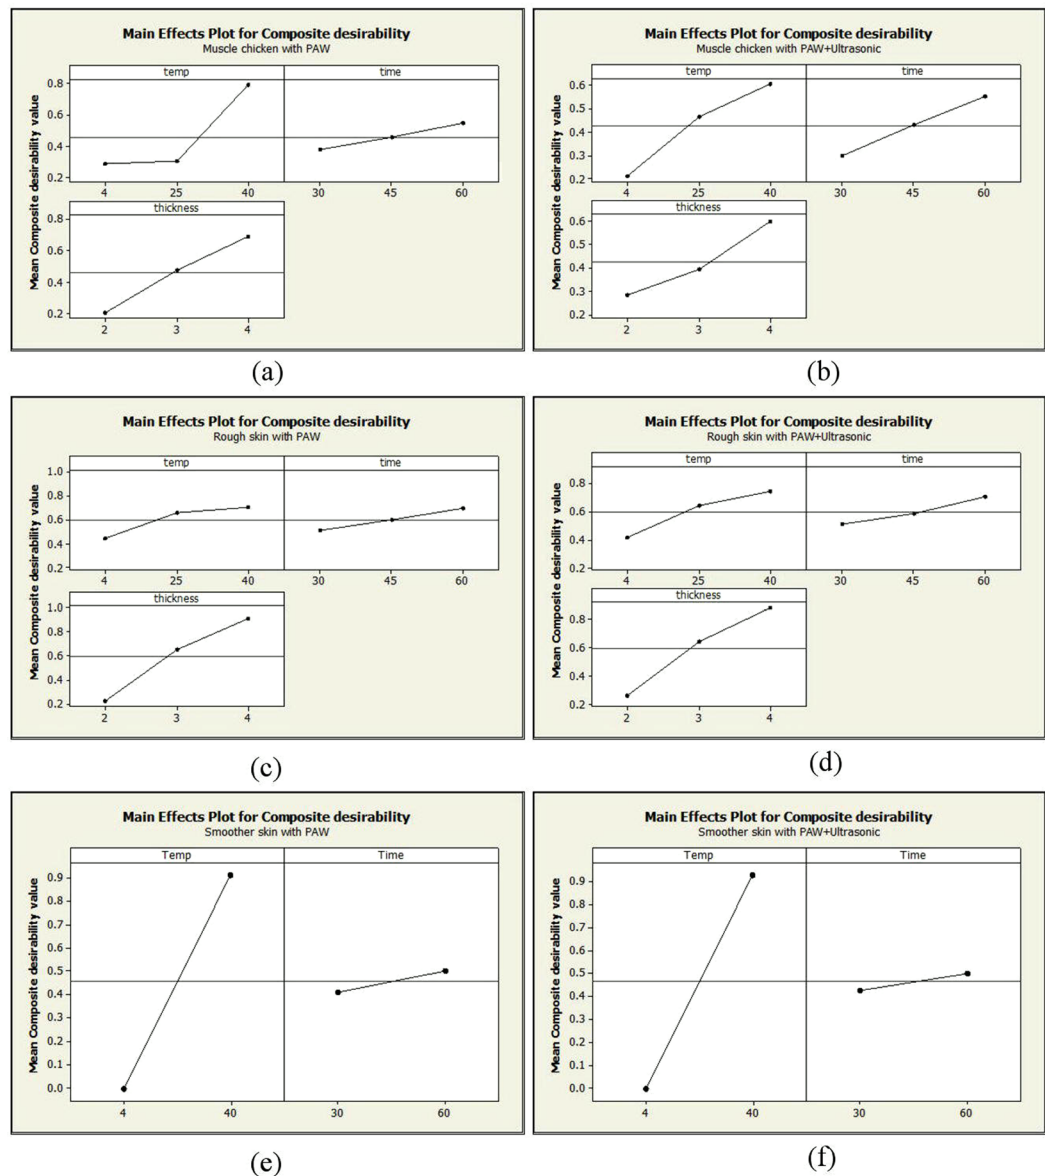 Main Effects Plot for Composite desirability
Muscle chicken with PAW
Mean Composite desirability value
temp
time
0.8
0.6
0.4
0.2
4 25 40 30 45 60
thickness
0.8
0.6
0.4
0.2
2 3 4
(a)
Main Effects Plot for Composite desirability
Muscle chicken with PAW+Ultrasonic
Mean Composite desirability value
temp
time
0.6
0.5
0.4
0.3
0.2
4 25 40 30 45 60
thickness
0.6
0.5
0.4
0.3
0.2
2 3 4
(b)
Main Effects Plot for Composite desirability
Rough skin with PAW
Mean Composite desirability value
temp
time
1.0
0.8
0.6
0.4
0.2
4 25 40 30 45 60
thickness
1.0
0.8
0.6
0.4
0.2
2 3 4
(c)
Main Effects Plot for Composite desirability
Rough skin with PAW+Ultrasonic
Mean Composite desirability value
temp
time
0.8
0.6
0.4
0.2
4 25 40 30 45 60
thickness
0.8
0.6
0.4
0.2
2 3 4
(d)
Main Effects Plot for Composite desirability
Smoother skin with PAW
Mean Composite desirability value
Temp
Time
0.9
0.8
0.7
0.6
0.5
0.4
0.3
0.2
0.1
0.0
4 40 30 60
(e)
Main Effects Plot for Composite desirability
Smoother skin with PAW+Ultrasonic
Mean Composite desirability value
Temp
Time
0.9
0.8
0.7
0.6
0.5
0.4
0.3
0.2
0.1
0.0
4 40 30 60
(f)